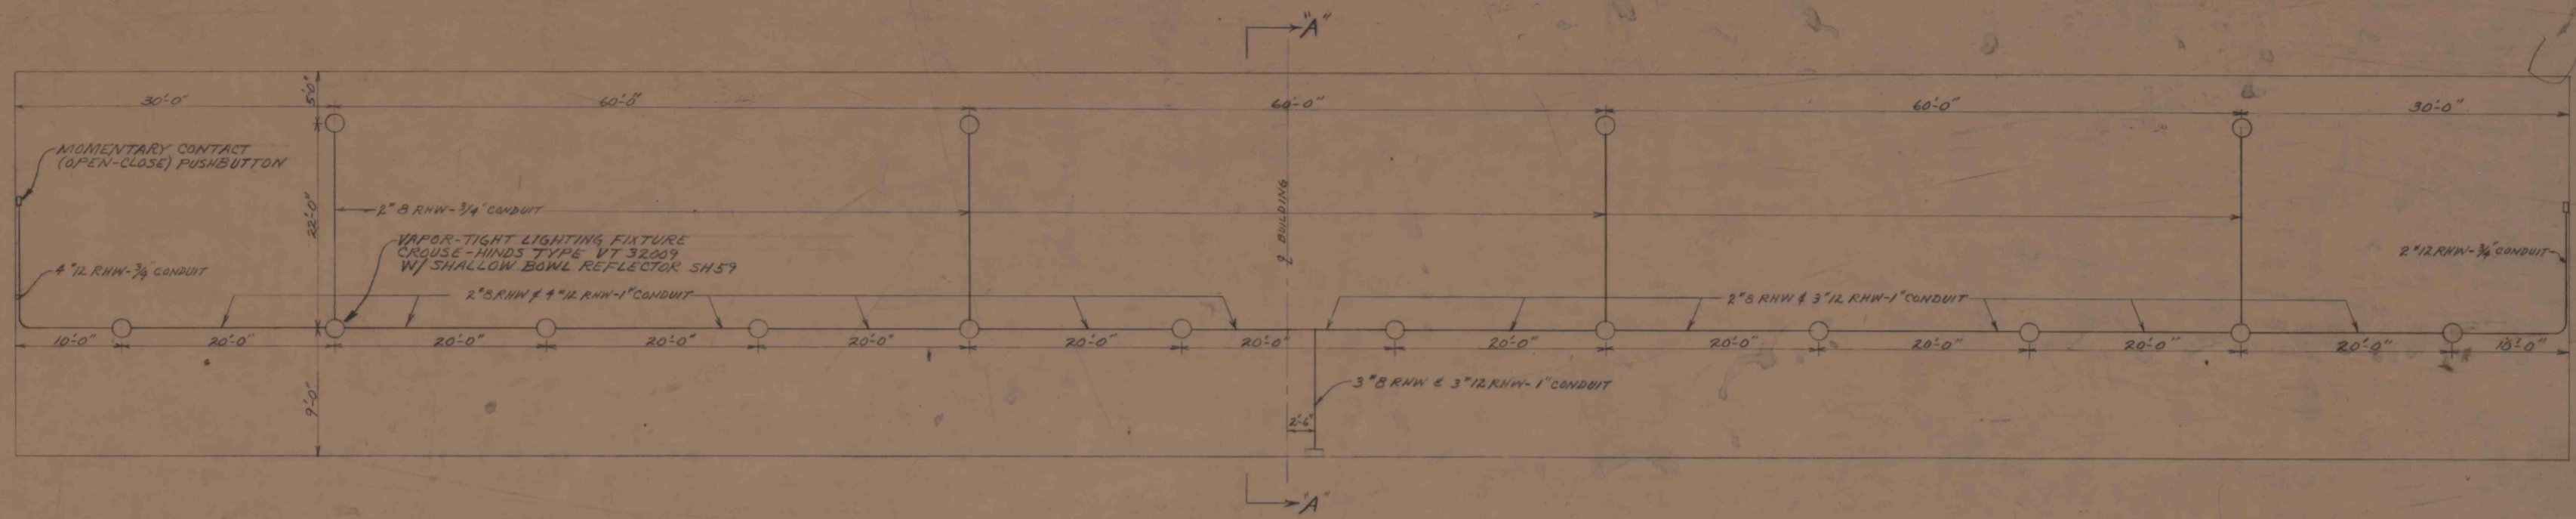 "A"
30'-0"
5'-0"
60'-0"
60'-0"
60'-0"
30'-0"
MOMENTARY CONTACT
(OPEN-CLOSE) PUSHBUTTON
22'-0"
2 #8 RHW-3/4" CONDUIT
℄ BUILDING
VAPOR-TIGHT LIGHTING FIXTURE
CROUSE-HINDS TYPE VT 32009
W/ SHALLOW BOWL REFLECTOR SH59
4 #12 RHW-3/4" CONDUIT
2 #12 RHW-3/4" CONDUIT
2 #8 RHW & 4 #12 RHW-1" CONDUIT
2 #8 RHW & 3 #12 RHW-1" CONDUIT
10'-0"
20'-0"
20'-0"
20'-0"
20'-0"
20'-0"
20'-0"
20'-0"
20'-0"
20'-0"
20'-0"
20'-0"
10'-0"
9'-0"
3 #8 RHW & 3 #12 RHW-1" CONDUIT
2'-6"
"A"